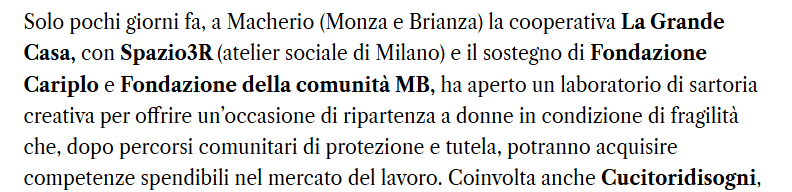 Solo pochi giorni fa, a Macherio (Monza e Brianza) la cooperativa La Grande
Casa, con Spazio3R (atelier sociale di Milano) e il sostegno di Fondazione
Cariplo e Fondazione della comunità MB, ha aperto un laboratorio di sartoria
creativa per offrire un’occasione di ripartenza a donne in condizione di fragilità
che, dopo percorsi comunitari di protezione e tutela, potranno acquisire
competenze spendibili nel mercato del lavoro. Coinvolta anche Cucitoridisogni,